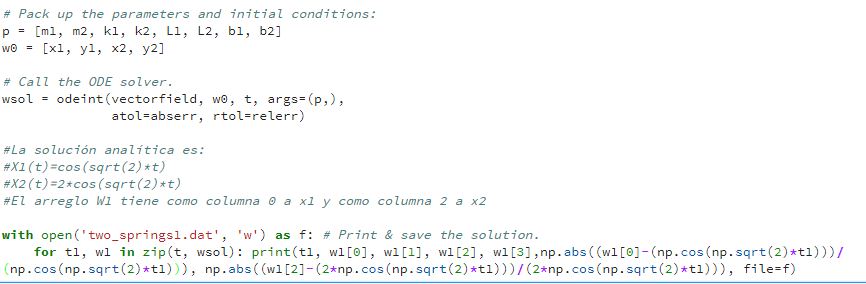 # Pack up the parameters and initial conditions:
p = [m1, m2, k1, k2, L1, L2, b1, b2]
w0 = [x1, y1, x2, y2]
# Call the ODE solver.
wsol = odeint(vectorfield, w0, t, args=(p,),
atol=abserr, rtol=relerr)
#La solución analítica es:
#X1(t)=cos(sqrt(2)*t)
#X2(t)=2*cos(sqrt(2)*t)
#El arreglo W1 tiene como columna 0 a x1 y como columna 2 a x2
with open('two_springs1.dat', 'w') as f: # Print & save the solution.
for t1, w1 in zip(t, wsol): print(t1, w1[0], w1[1], w1[2], w1[3],np.abs((w1[0]-(np.cos(np.sqrt(2)*t1)))/
(np.cos(np.sqrt(2)*t1))), np.abs((w1[2]-(2*np.cos(np.sqrt(2)*t1)))/(2*np.cos(np.sqrt(2)*t1))), file=f)